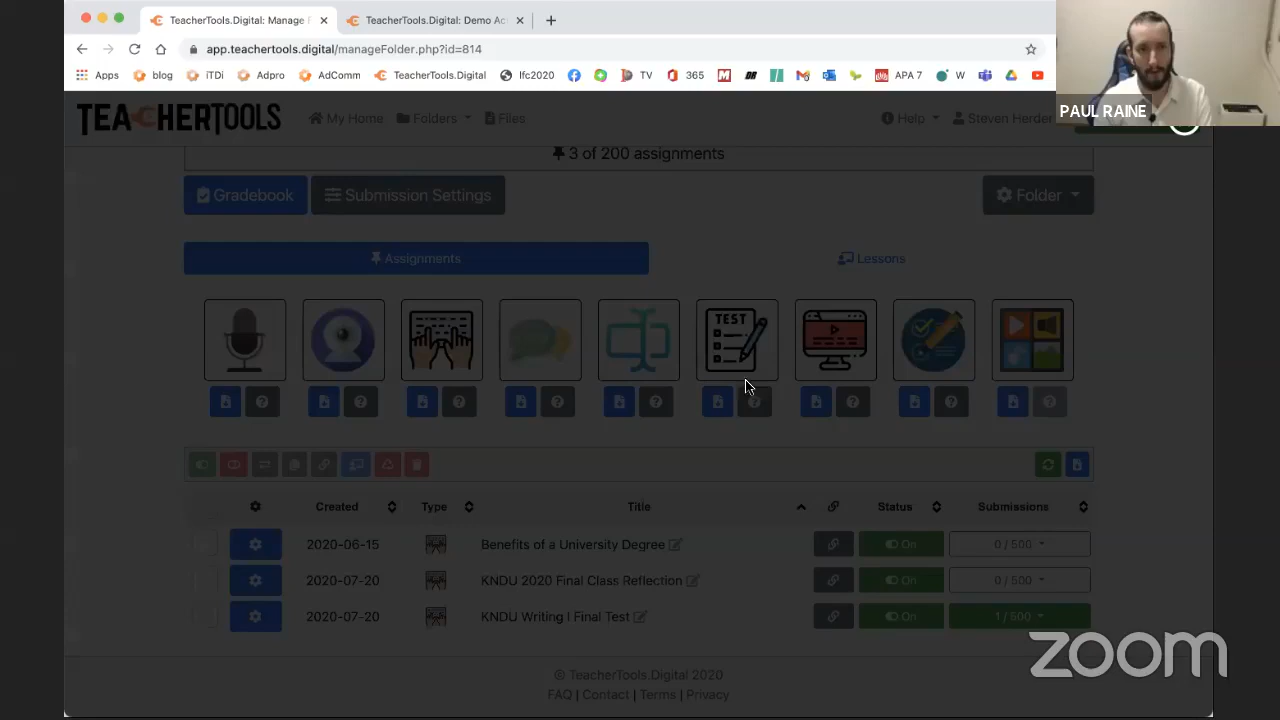 TeacherTools.Digital: Manage F
TeacherTools.Digital: Demo Ac
app.teachertools.digital/manageFolder.php?id=814
Apps blog iTDi Adpro AdComm TeacherTools.Digital lfc2020 TV 365 APA 7 W
PAUL RAINE
TEACHERTOOLS My Home Folders Files Help Steven Herder
3 of 200 assignments
Gradebook Submission Settings Folder
Assignments Lessons
TEST
Created Type Title Status Submissions
2020-06-15 Benefits of a University Degree On 0 / 500
2020-07-20 KNDU 2020 Final Class Reflection On 0 / 500
2020-07-20 KNDU Writing I Final Test On 1 / 500
zoom
© TeacherTools.Digital 2020
FAQ | Contact | Terms | Privacy